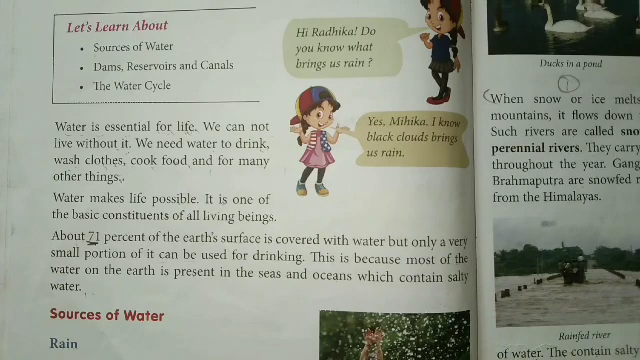 Let's Learn About
• Sources of Water
• Dams, Reservoirs and Canals
• The Water Cycle
Hi Radhika! Do
you know what
brings us rain ?
Yes, Mihika. I know
black clouds brings
us rain.
Water is essential for life. We can not
live without it. We need water to drink,
wash clothes, cook food and for many
other things.
Water makes life possible. It is one of
the basic constituents of all living beings.
About 71 percent of the earth's surface is covered with water but only a very
small portion of it can be used for drinking. This is because most of the
water on the earth is present in the seas and oceans which contain salty
water.
Sources of Water
Rain
Ducks in a pond
1
When snow or ice melts
mountains, it flows down
Such rivers are called sno
perennial rivers. They carry
throughout the year. Gang
Brahmaputra are snowfed r
from the Himalayas.
Rainfed river
of water. The contain salty